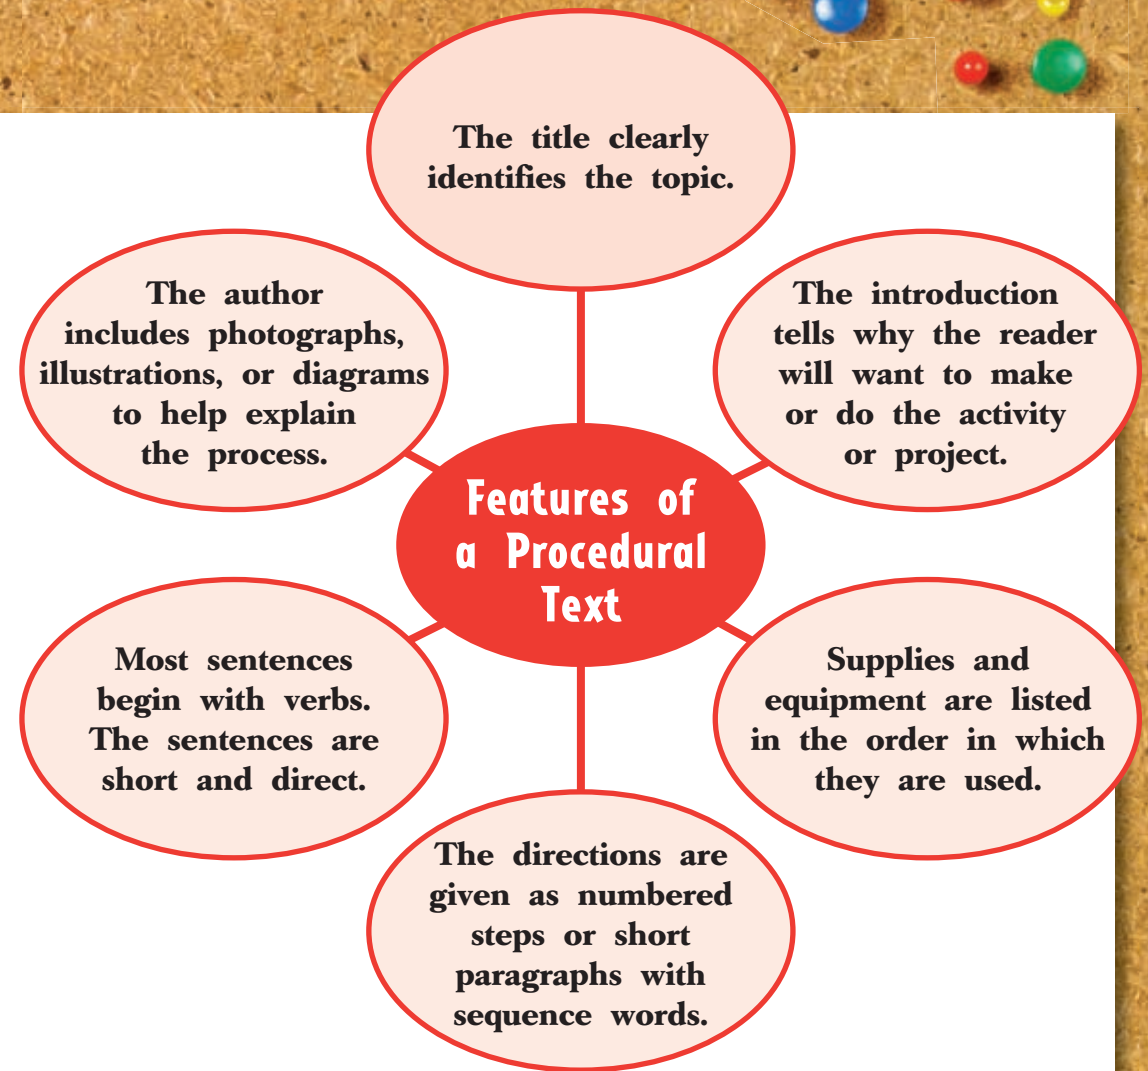 The title clearly
identifies the topic.
The author
includes photographs,
illustrations, or diagrams
to help explain
the process.
The introduction
tells why the reader
will want to make
or do the activity
or project.
Features of
a Procedural
Text
Most sentences
begin with verbs.
The sentences are
short and direct.
Supplies and
equipment are listed
in the order in which
they are used.
The directions are
given as numbered
steps or short
paragraphs with
sequence words.